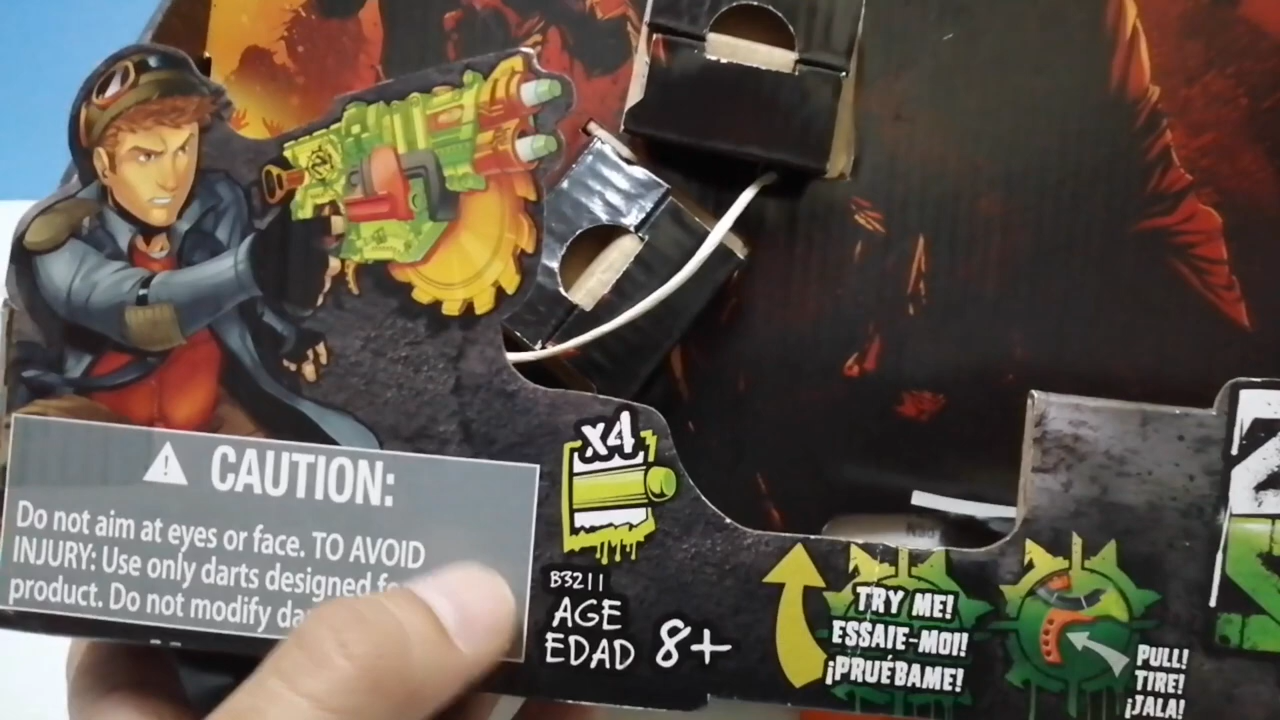 CAUTION:
Do not aim at eyes or face. TO AVOID
INJURY: Use only darts designed
product. Do not modify
x4
B3211
AGE
EDAD 8+
TRY ME!
ESSAIE-MOI!
¡PRUÉBAME!
PULL!
TIRE!
¡JALA!